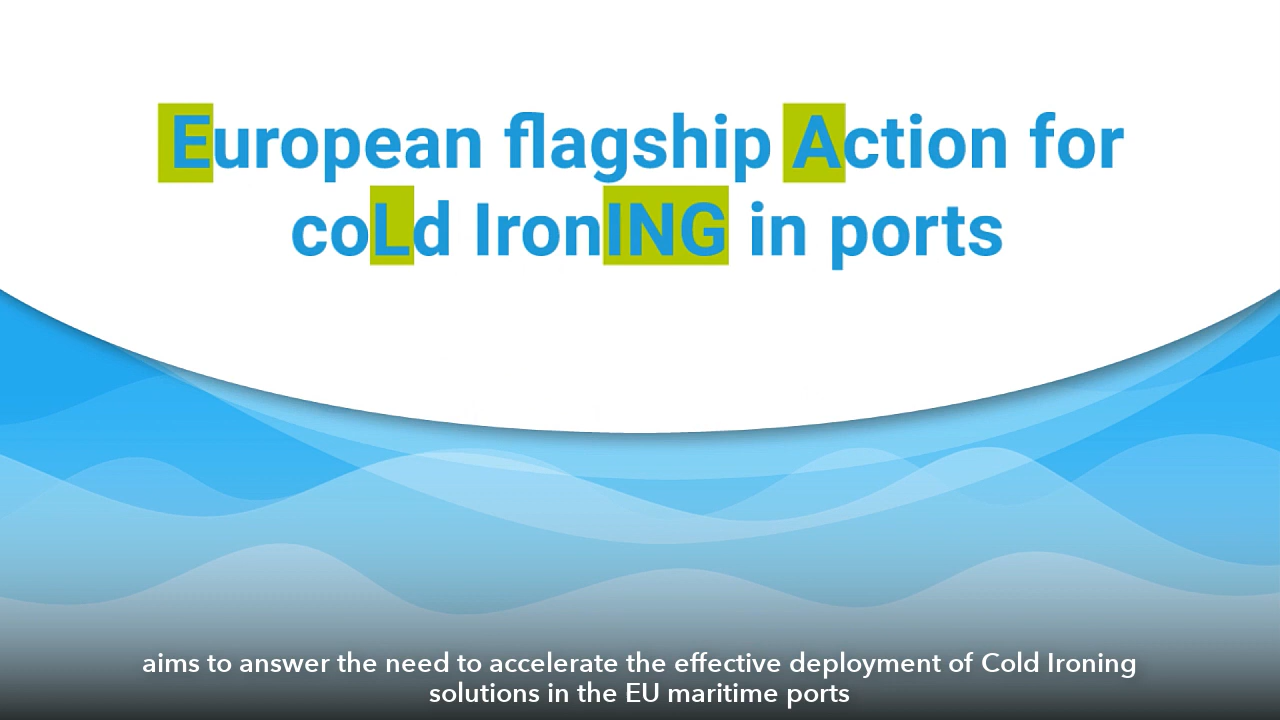 European flagship Action for
coLd IronING in ports
aims to answer the need to accelerate the effective deployment of Cold Ironing
solutions in the EU maritime ports